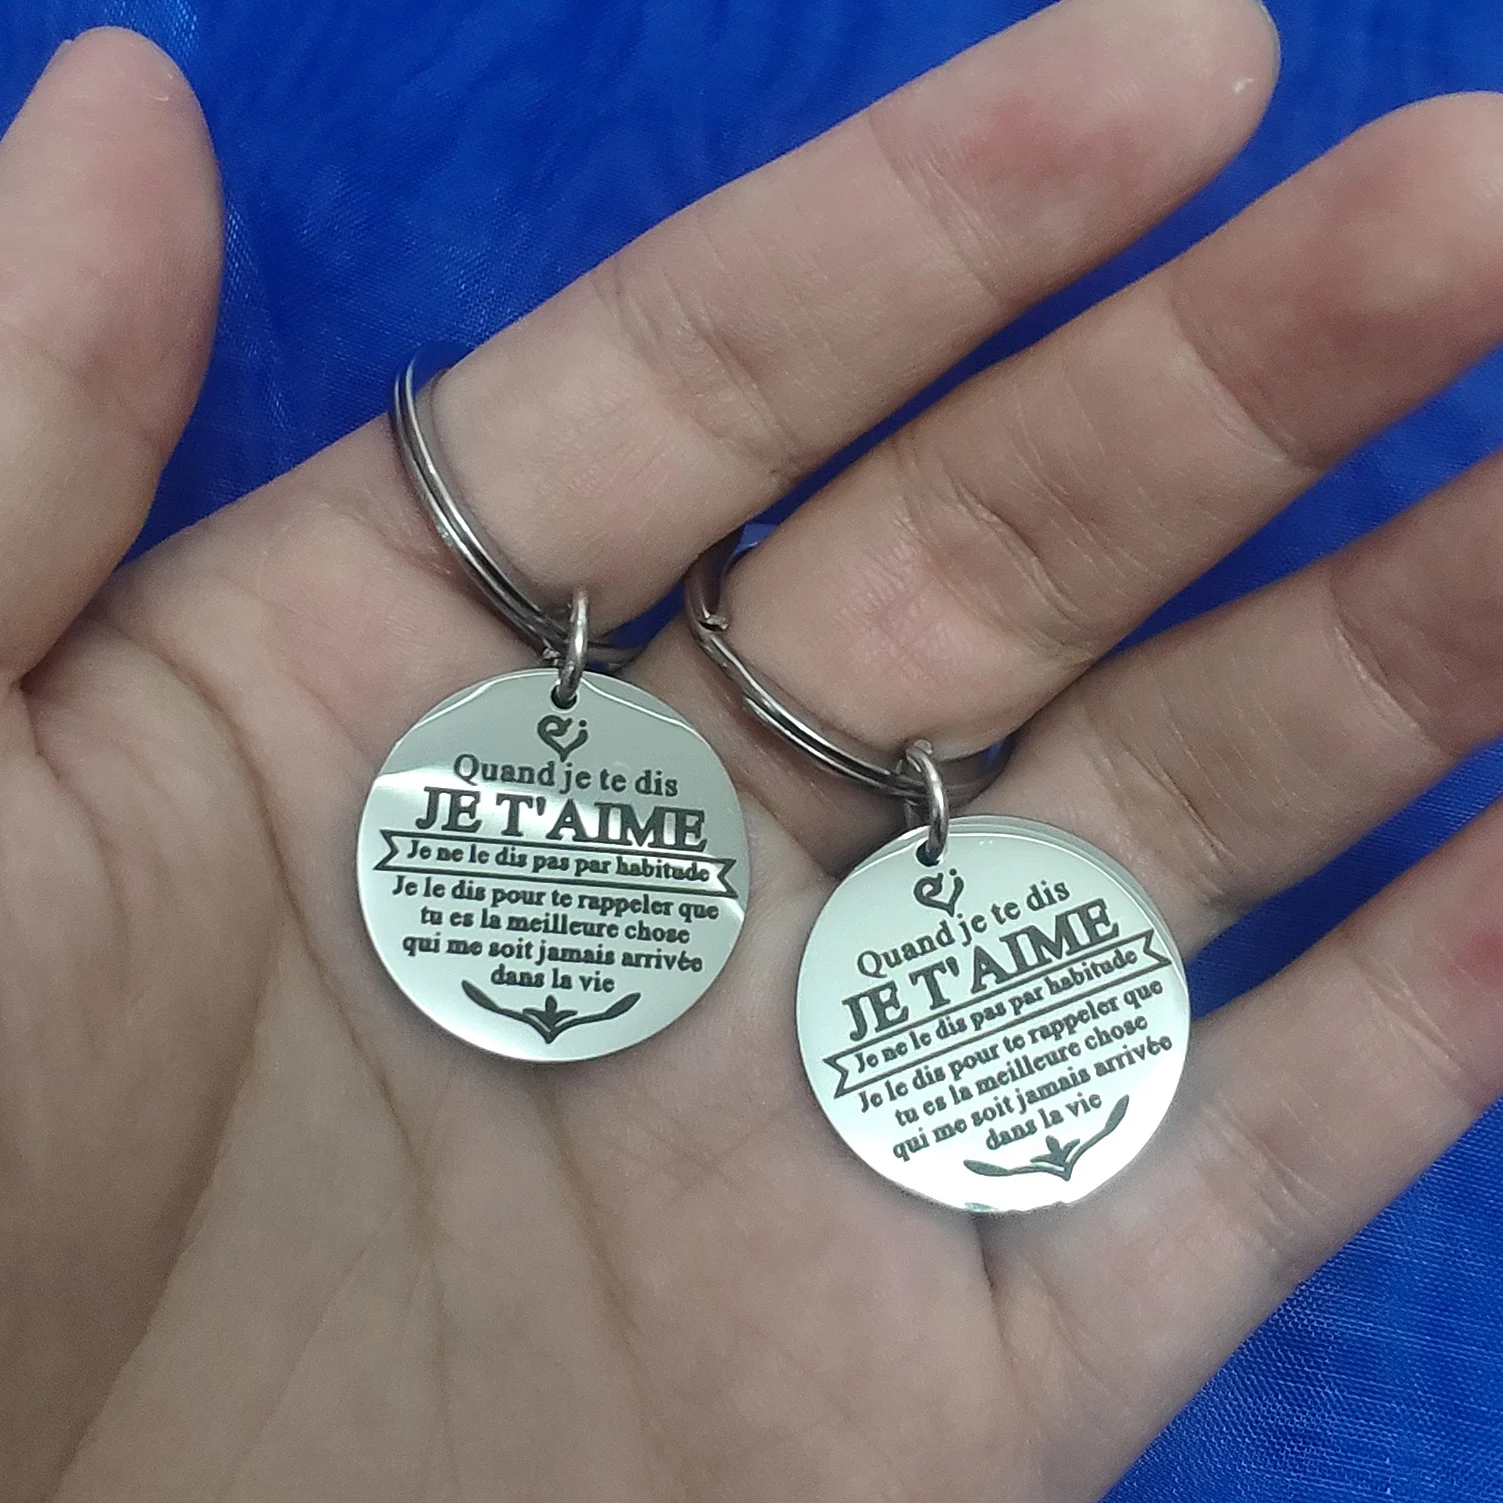 Quand je te dis
JE T'AIME
Je ne le dis pas par habitude
Je le dis pour te rappeler que
tu es la meilleure chose
qui me soit jamais arrivée
dans la vie
Quand je te dis
JE T'AIME
Je ne le dis pas par habitude
Je le dis pour te rappeler que
tu es la meilleure chose
qui me soit jamais arrivée
dans la vie